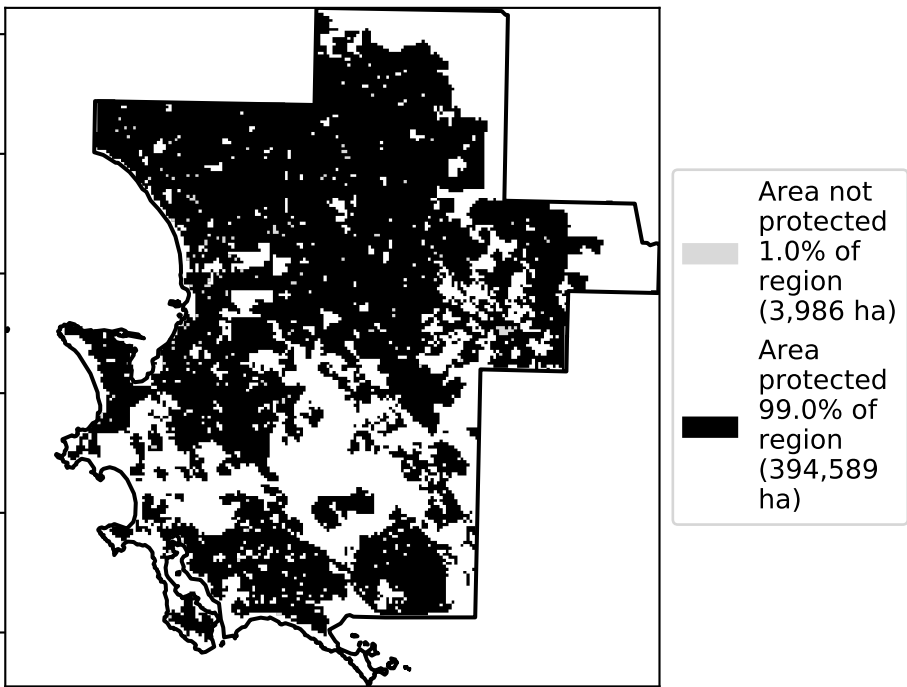 Area not
protected
1.0% of
region
(3,986 ha)
Area
protected
99.0% of
region
(394,589
ha)